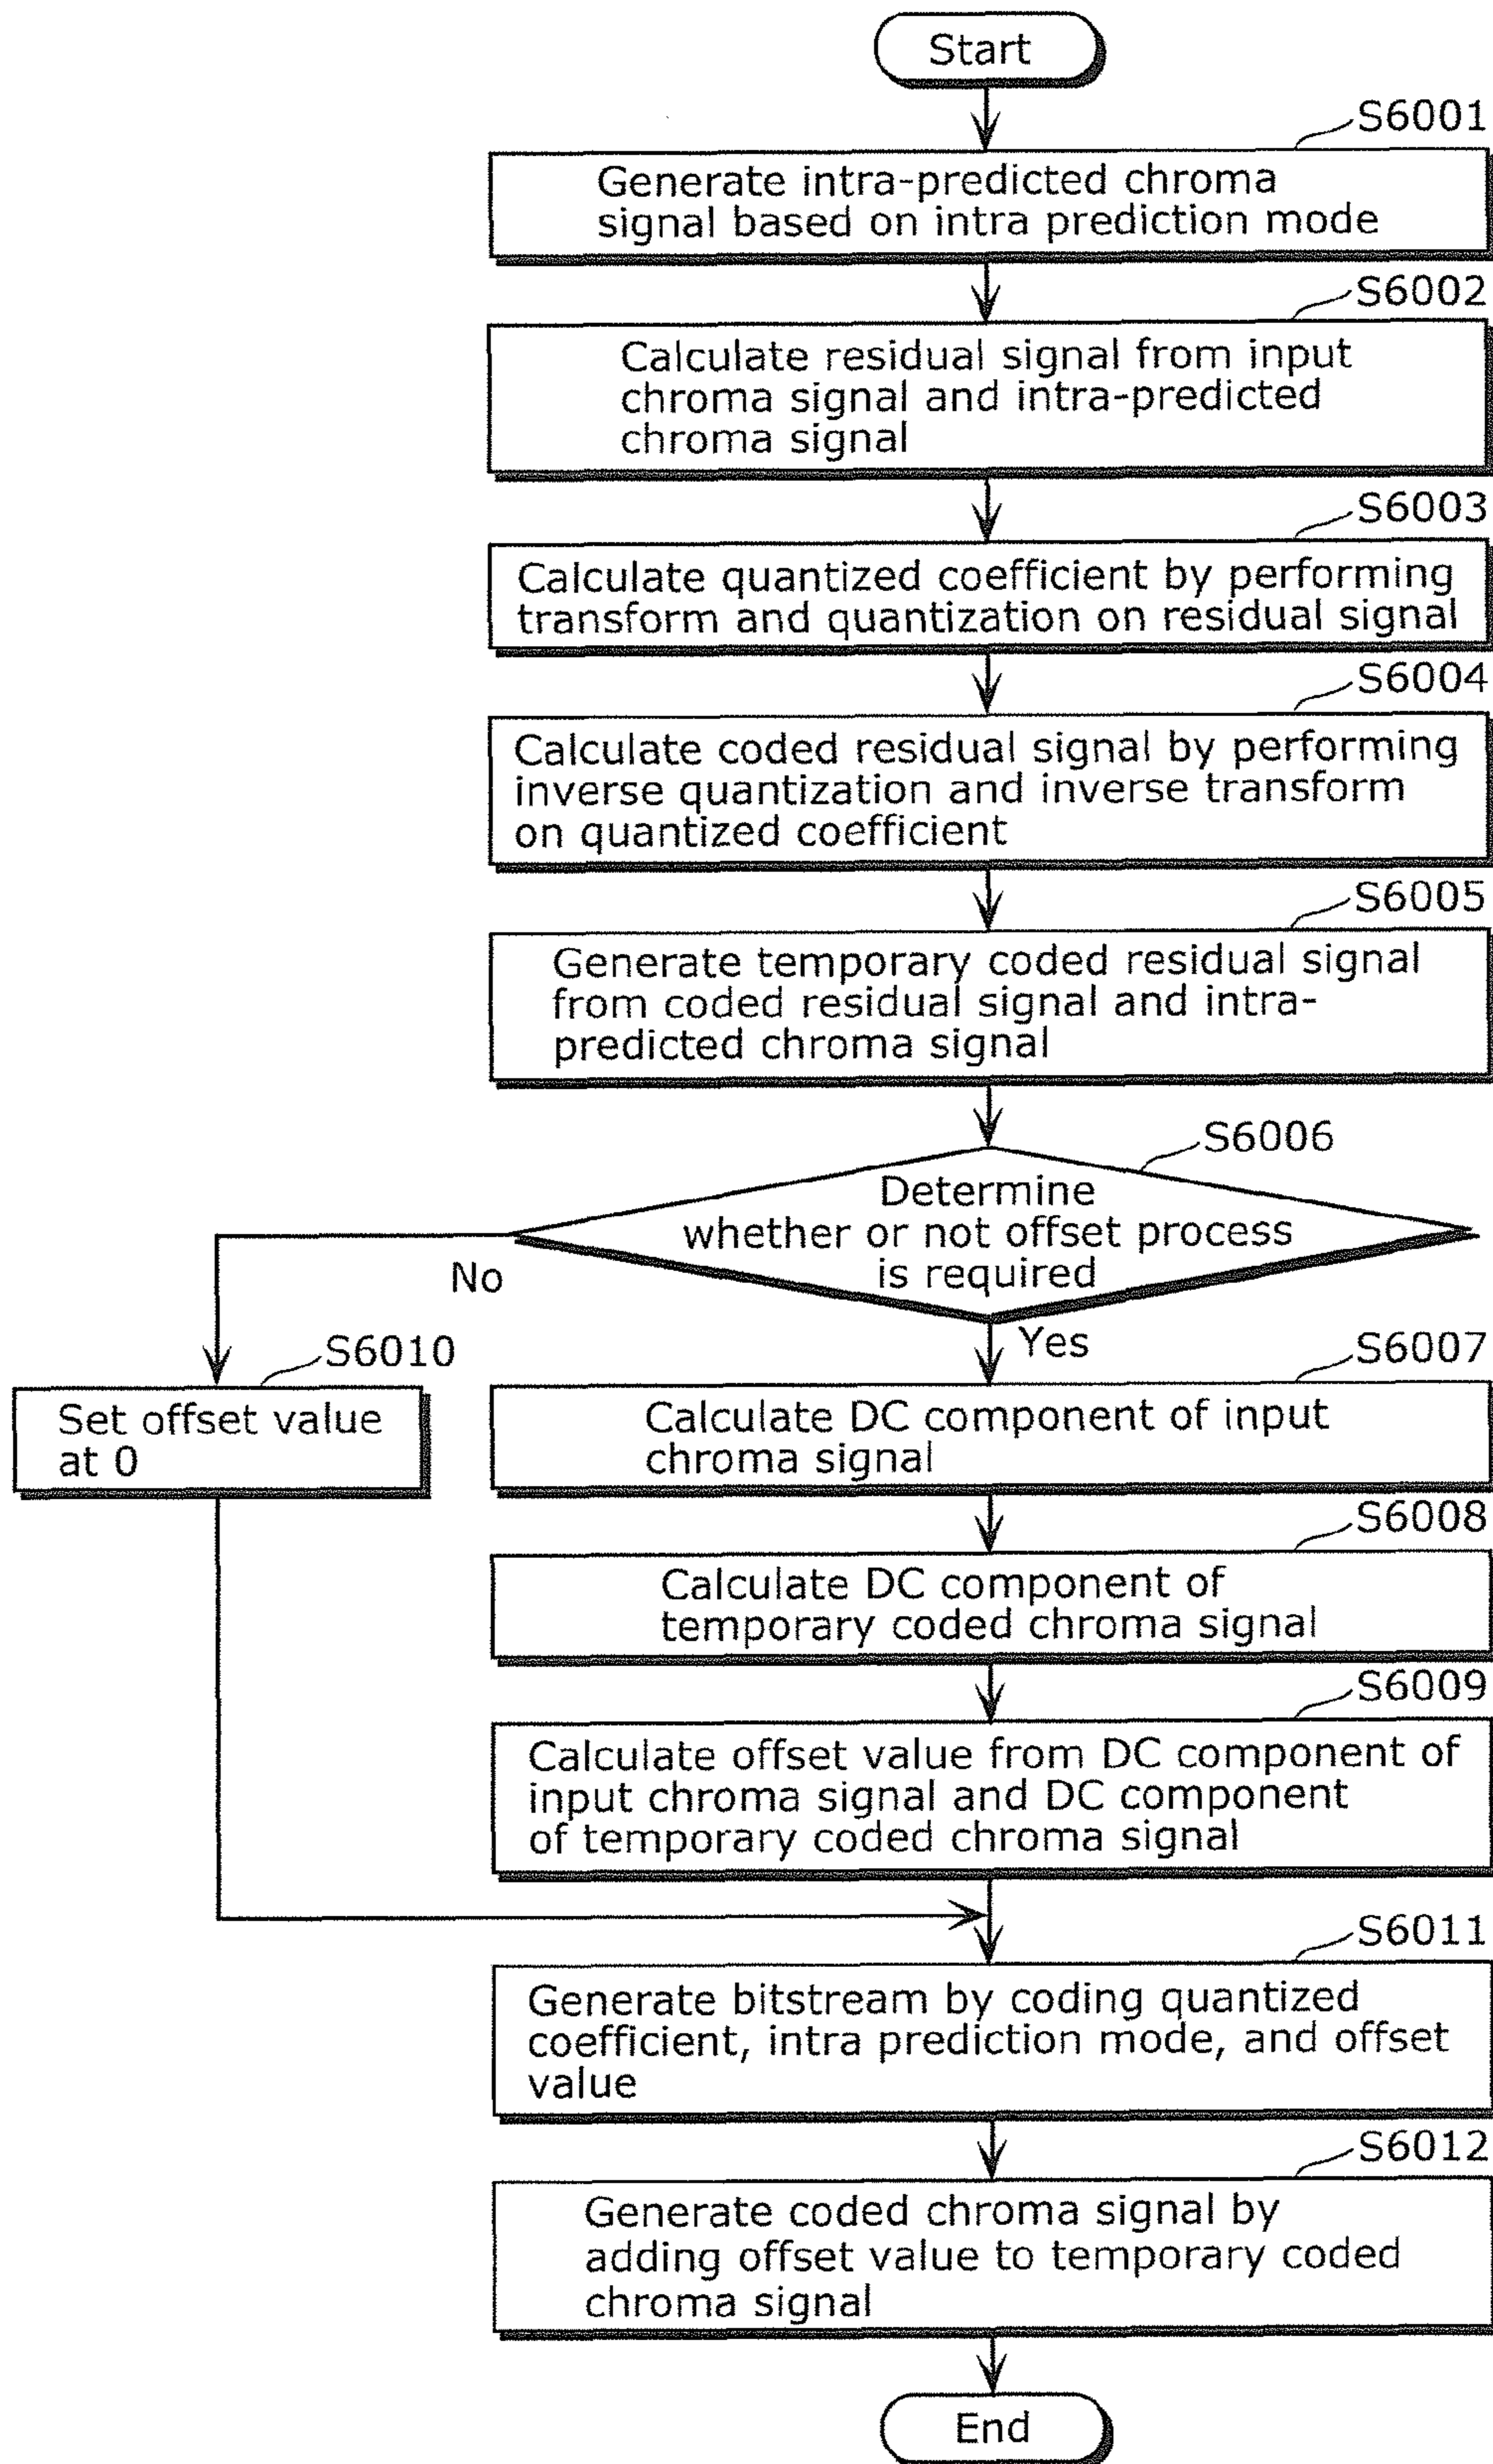 Start
S6001
Generate intra-predicted chroma
signal based on intra prediction mode
S6002
Calculate residual signal from input
chroma signal and intra-predicted
chroma signal
S6003
Calculate quantized coefficient by performing
transform and quantization on residual signal
S6004
Calculate coded residual signal by performing
inverse quantization and inverse transform
on quantized coefficient
S6005
Generate temporary coded residual signal
from coded residual signal and intra-
predicted chroma signal
S6006
Determine
whether or not offset process
is required
No
Yes
S6010
Set offset value
at 0
S6007
Calculate DC component of input
chroma signal
S6008
Calculate DC component of
temporary coded chroma signal
S6009
Calculate offset value from DC component of
input chroma signal and DC component
of temporary coded chroma signal
S6011
Generate bitstream by coding quantized
coefficient, intra prediction mode, and offset
value
S6012
Generate coded chroma signal by
adding offset value to temporary coded
chroma signal
End